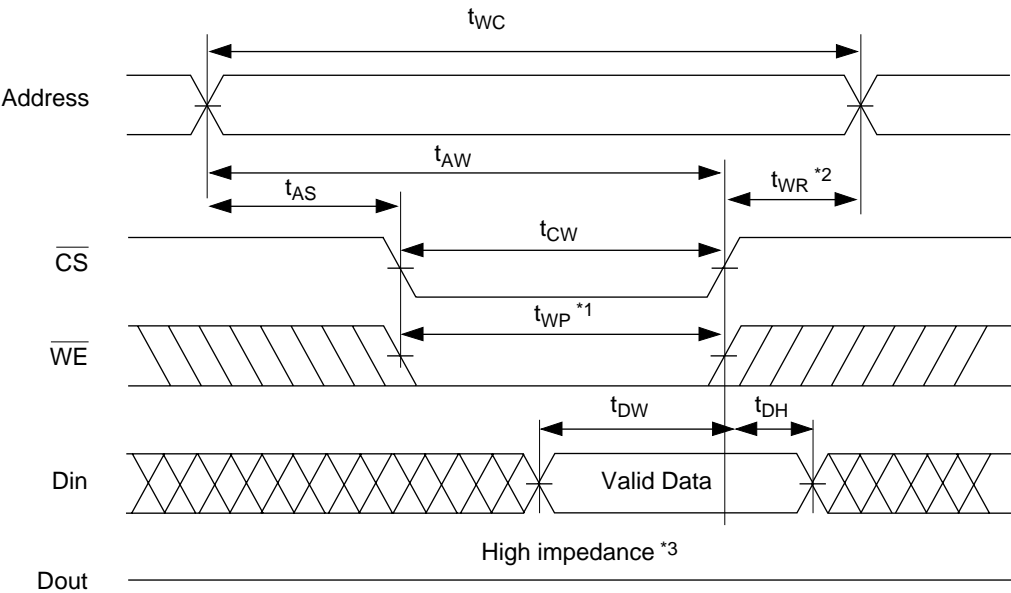 tWC
Address
tAW
tAS
tWR *2
tCW
CS
tWP *1
WE
tDW
tDH
Din
Valid Data
High impedance *3
Dout